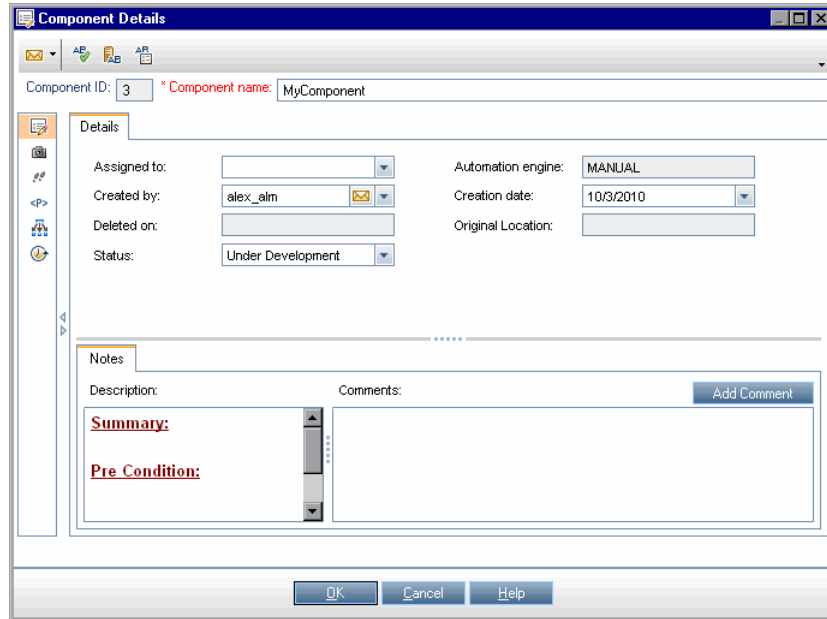 Component Details
Component ID: 3 * Component name: MyComponent
Details
Assigned to: Automation engine: MANUAL
Created by: alex_alm Creation date: 10/3/2010
Deleted on: Original Location:
Status: Under Development
Notes
Description: Comments: Add Comment
Summary:
Pre Condition:
OK Cancel Help